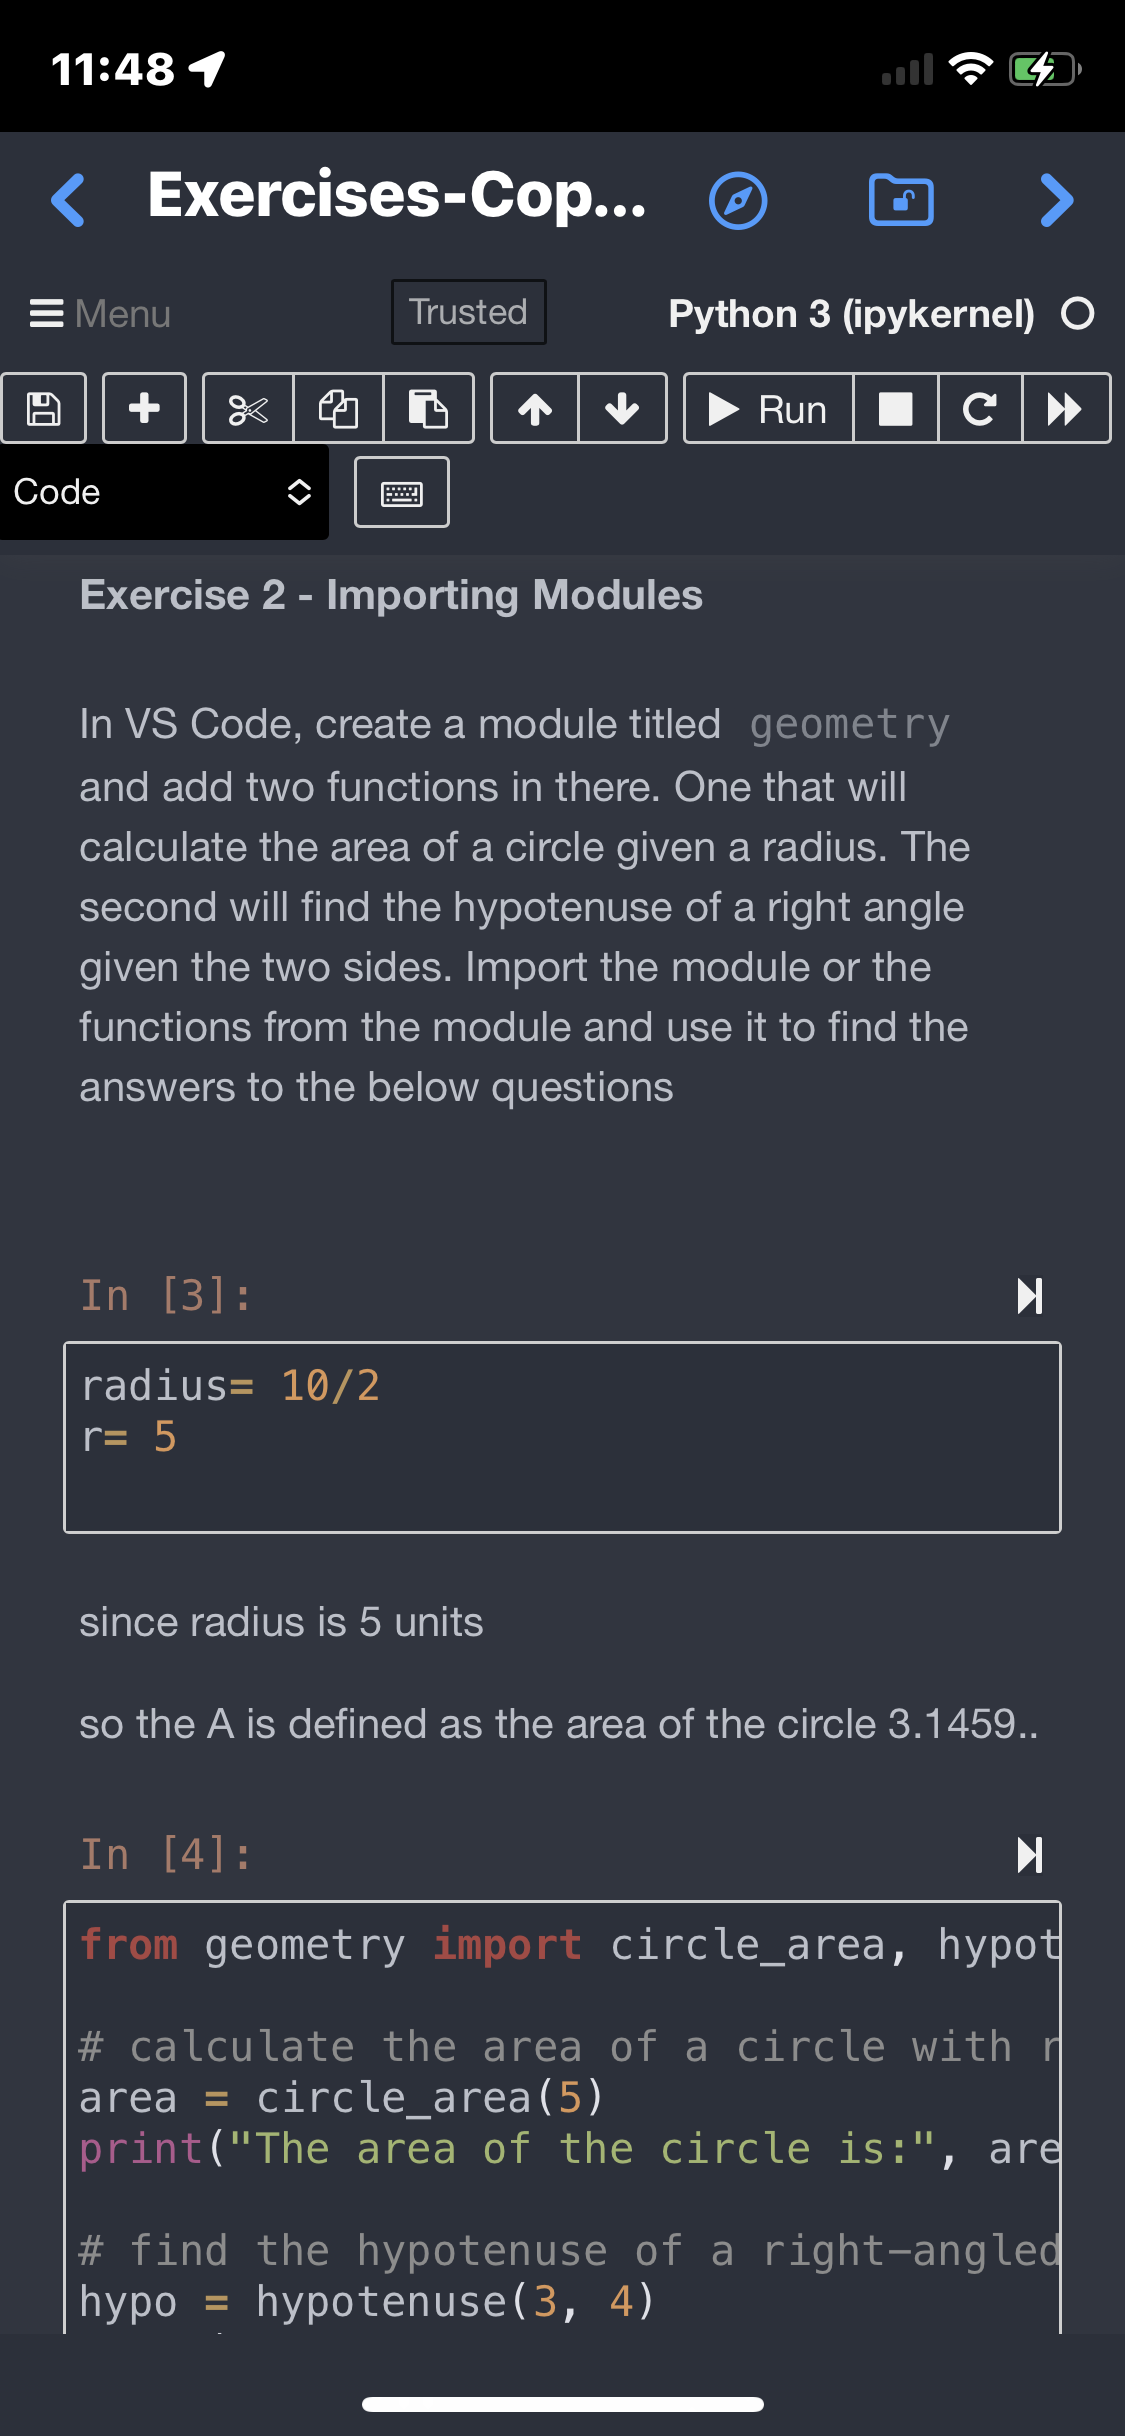 11:48
Exercises-Cop...
Menu
Trusted
Python 3 (ipykernel)
Run
Code
Exercise 2 - Importing Modules
In VS Code, create a module titled geometry
and add two functions in there. One that will
calculate the area of a circle given a radius. The
second will find the hypotenuse of a right angle
given the two sides. Import the module or the
functions from the module and use it to find the
answers to the below questions
In [3]:
radius= 10/2
r= 5
since radius is 5 units
so the A is defined as the area of the circle 3.1459..
In [4]:
from geometry import circle_area, hypot
# calculate the area of a circle with r
area = circle_area(5)
print("The area of the circle is:", are
# find the hypotenuse of a right-angled
hypo = hypotenuse(3, 4)